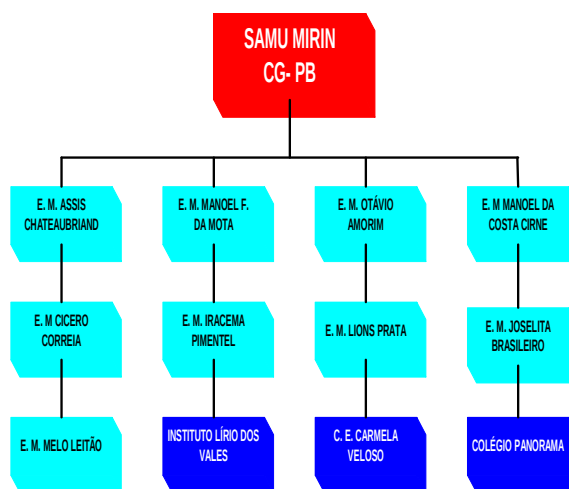 SAMU MIRIN
CG- PB
E. M. ASSIS
CHATEAUBRIAND
E. M. MANOEL F.
DA MOTA
E. M. OTÁVIO
AMORIM
E. M MANOEL DA
COSTA CIRNE
E. M CICERO
CORREIA
E. M. IRACEMA
PIMENTEL
E. M. LIONS PRATA
E. M. JOSELITA
BRASILEIRO
E. M. MELO LEITÃO
INSTITUTO LÍRIO DOS
VALES
C. E. CARMELA
VELOSO
COLÉGIO PANORAMA